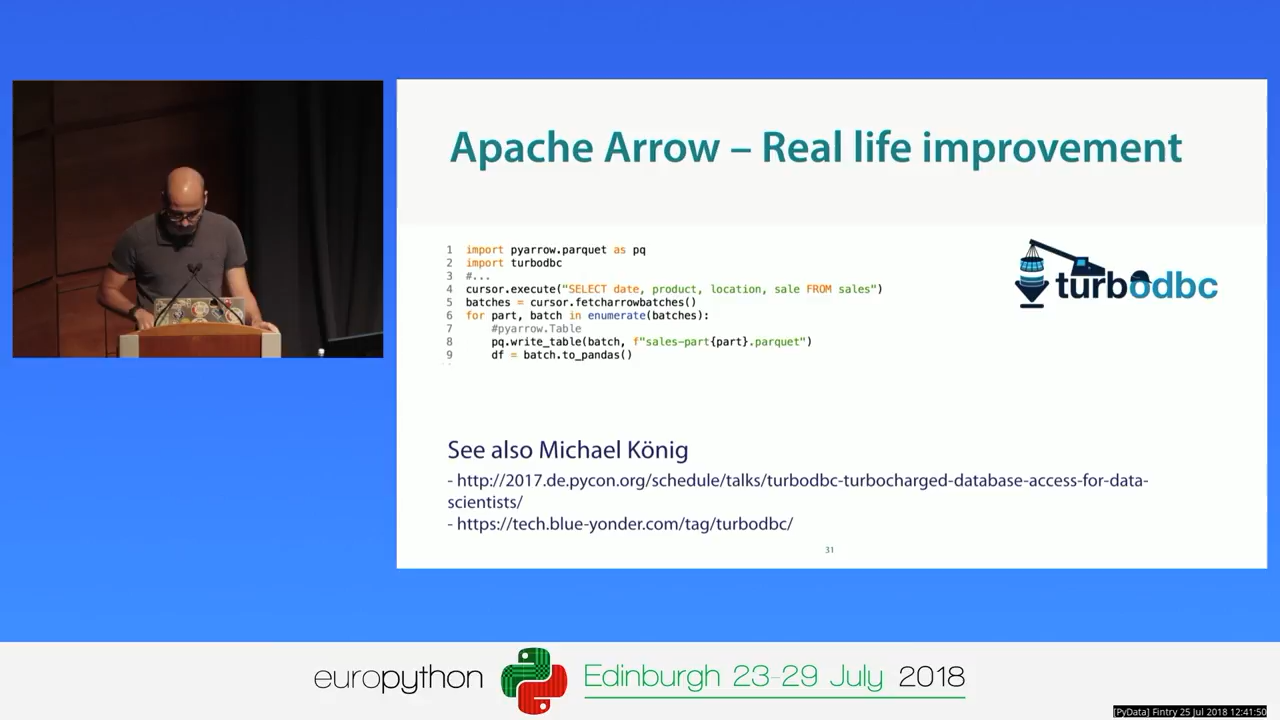 Apache Arrow – Real life improvement
1 import pyarrow.parquet as pq
2 import turbodbc
3 #...
4 cursor.execute("SELECT date, product, location, sale FROM sales")
5 batches = cursor.fetcharrowbatches()
6 for part, batch in enumerate(batches):
7 #pyarrow.Table
8 pq.write_table(batch, f"sales-part{part}.parquet")
9 df = batch.to_pandas()
turbodbc
See also Michael König
- http://2017.de.pycon.org/schedule/talks/turbodbc-turbocharged-database-access-for-data-
scientists/
- https://tech.blue-yonder.com/tag/turbodbc/
31
europython Edinburgh 23-29 July 2018
[PyData] Fintry 25 Jul 2018 12:41:50